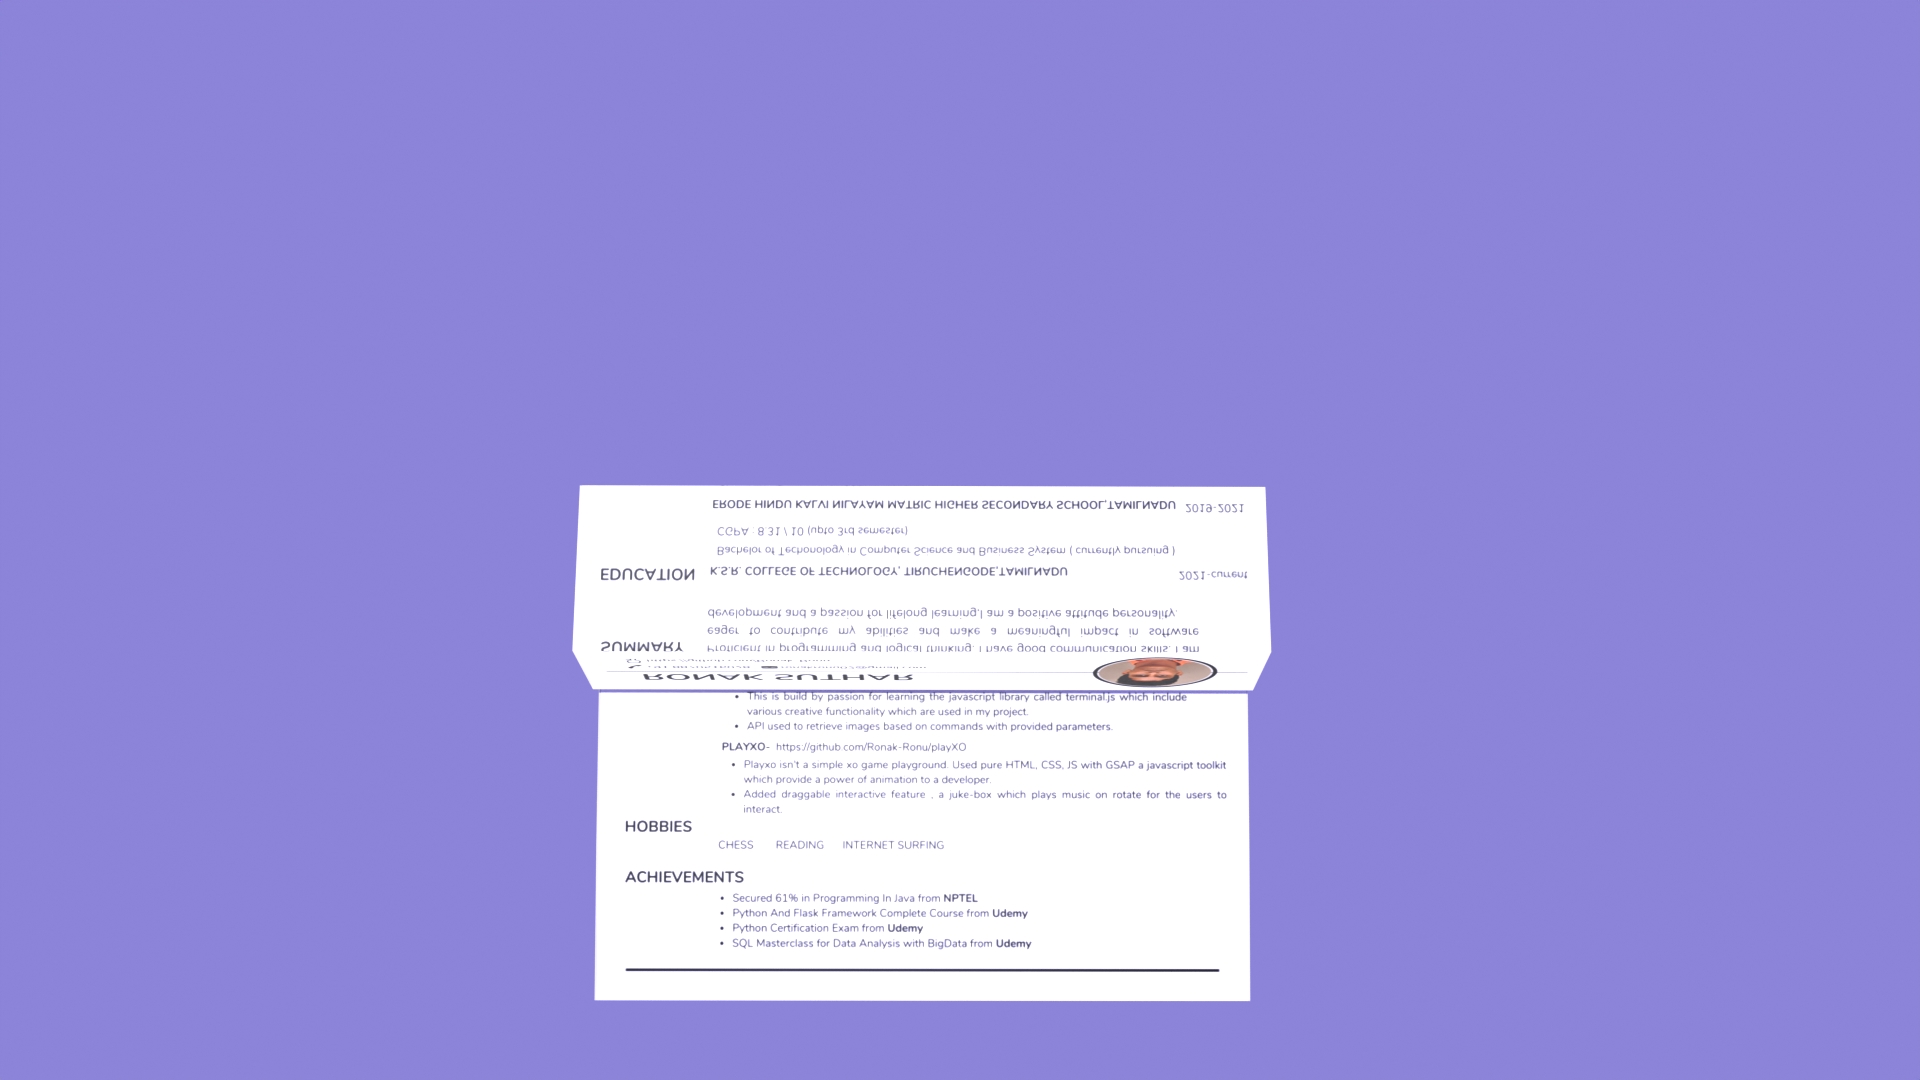 ERODE HINDU KALVI NILAYAM MATRIC HIGHER SECONDARY SCHOOL,TAMILNADU 2019-2021
CGPA : 8.31 / 10 (upto 3rd semester)
Bachelor of Techonology in Computer Science and Business System ( currently pursuing )
EDUCATION K.S.R. COLLEGE OF TECHNOLOGY, TIRUCHENGODE,TAMILNADU 2021-current
development and a passion for lifelong learning.I am a positive attitude personality.
eager to contribute my abilities and make a meaningful impact in software
SUMMARY Proficient in programming and logical thinking. I have good communication skills. I am
RONAK SUTHAR
• This is build by passion for learning the javascript library called terminal.js which include
various creative functionality which are used in my project.
• API used to retrieve images based on commands with provided parameters.
PLAYXO- https://github.com/Ronak-Ronu/playXO
• Playxo isn't a simple xo game playground. Used pure HTML, CSS, JS with GSAP a javascript toolkit
which provide a power of animation to a developer.
• Added draggable interactive feature , a juke-box which plays music on rotate for the users to
interact.
HOBBIES
CHESS READING INTERNET SURFING
ACHIEVEMENTS
• Secured 61% in Programming In Java from NPTEL
• Python And Flask Framework Complete Course from Udemy
• Python Certification Exam from Udemy
• SQL Masterclass for Data Analysis with BigData from Udemy